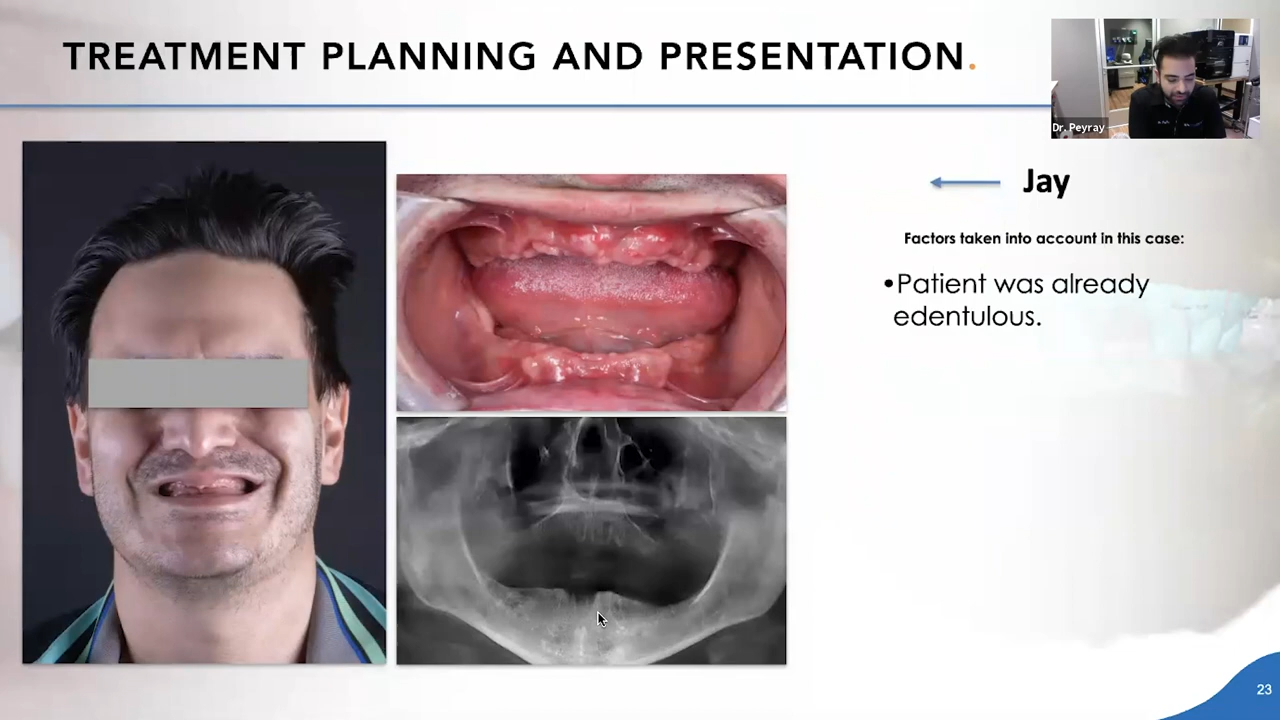 TREATMENT PLANNING AND PRESENTATION.
Dr. Peyray
Jay
Factors taken into account in this case:
•Patient was already
edentulous.
23